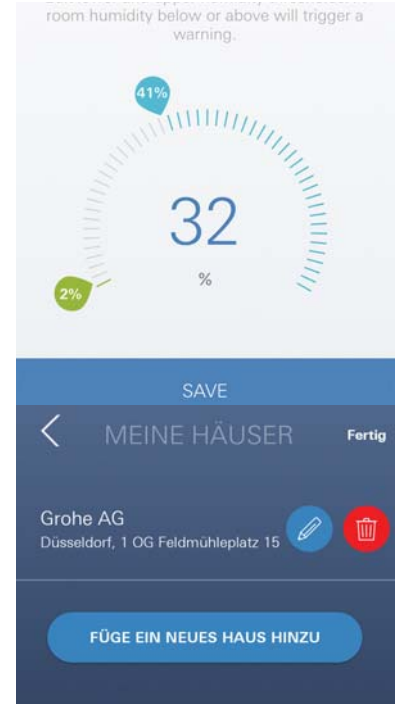 room humidity below or above will trigger a
warning.
41%
32
%
2%
SAVE
MEINE HÄUSER
Fertig
Grohe AG
Düsseldorf, 1 OG Feldmühleplatz 15
FÜGE EIN NEUES HAUS HINZU